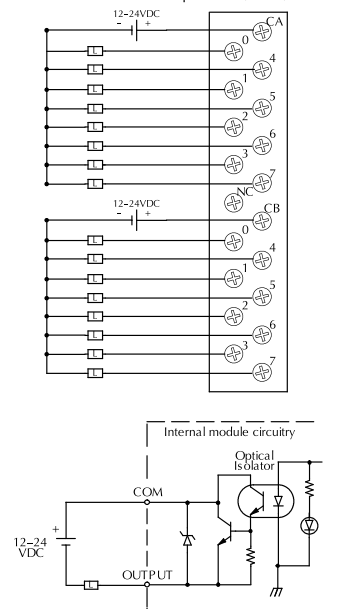 12–24VDC
CA
- +
0
L
4
L
1
L
5
L
2
L
6
L
3
L
7
L
NC
12–24VDC
CB
- +
0
L
4
L
1
L
5
L
2
L
6
L
3
L
7
L
Internal module circuitry
Optical
Isolator
COM
+
12–24
VDC
OUTPUT
L